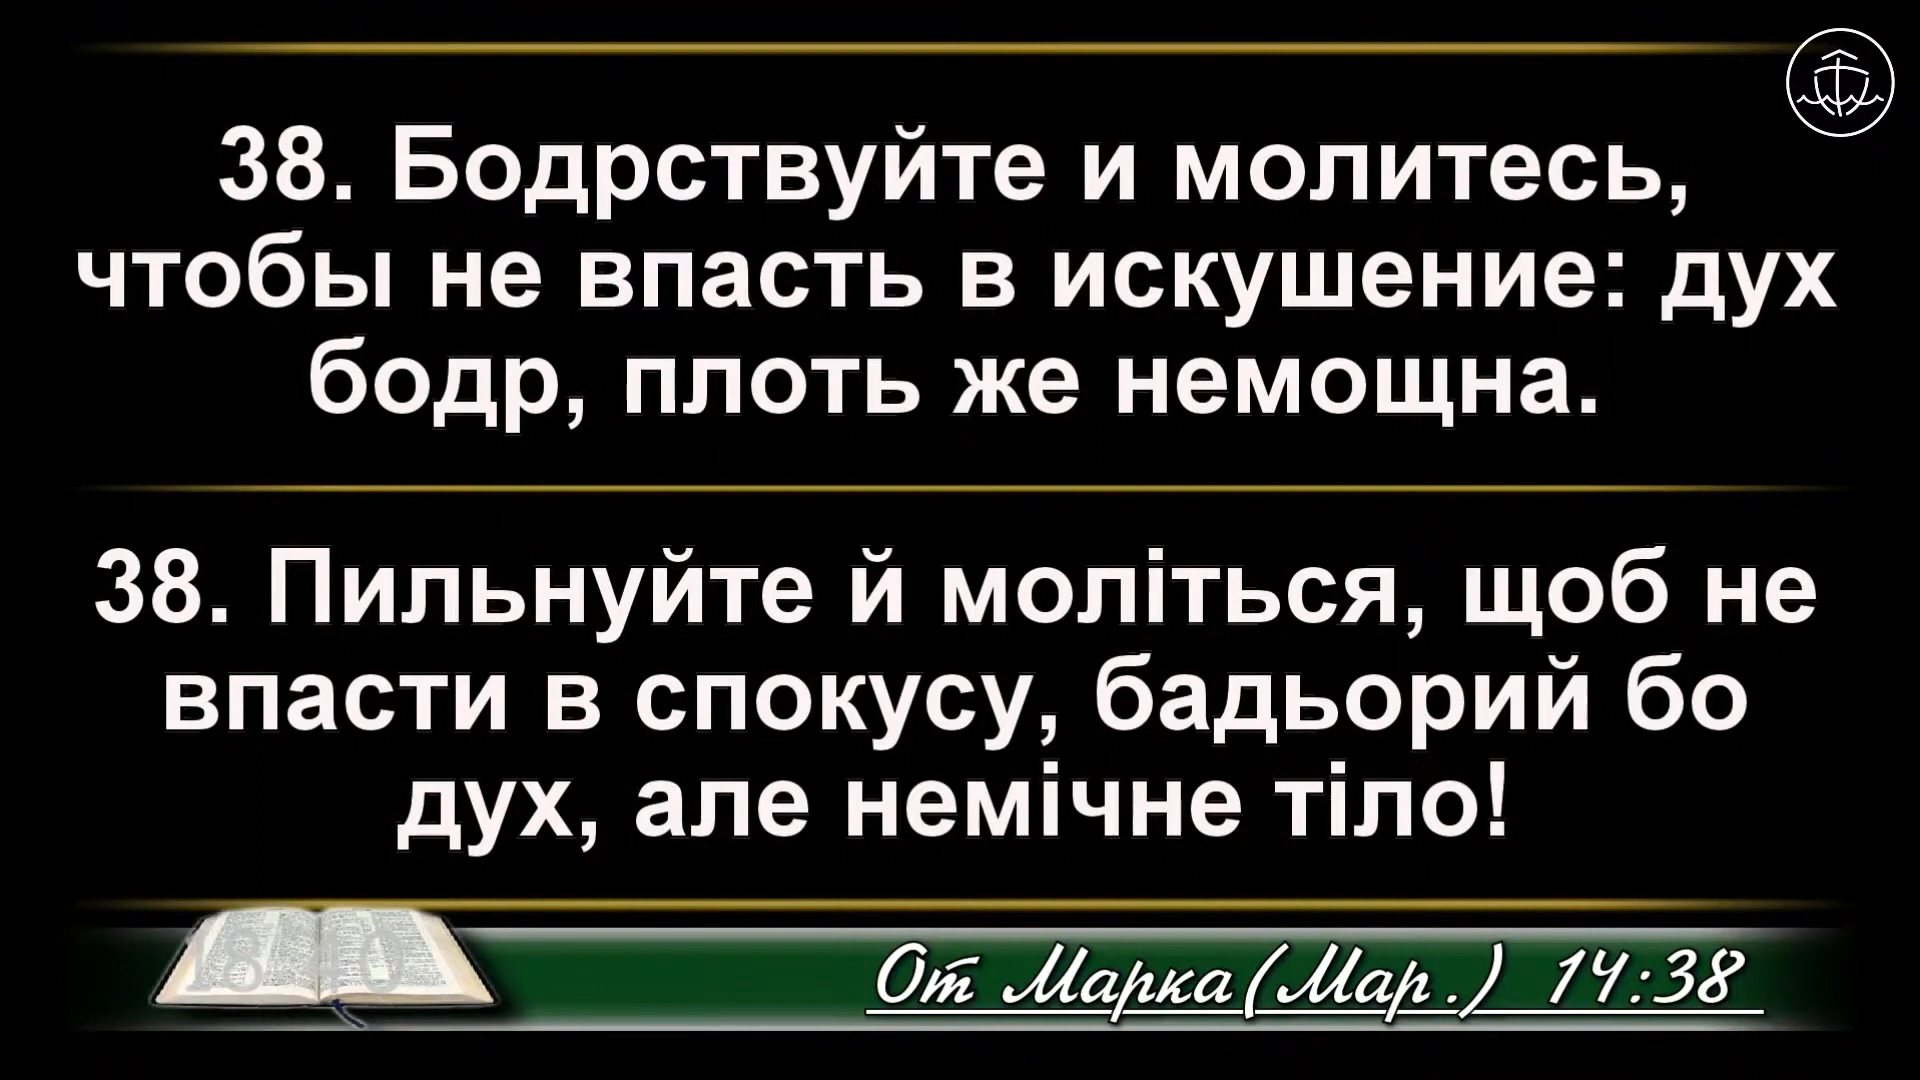 38. Бодрствуйте и молитесь,
чтобы не впасть в искушение: дух
бодр, плоть же немощна.
38. Пильнуйте й моліться, щоб не
впасти в спокусу, бадьорий бо
дух, але немічне тіло!
От Марка(Мар.) 14:38